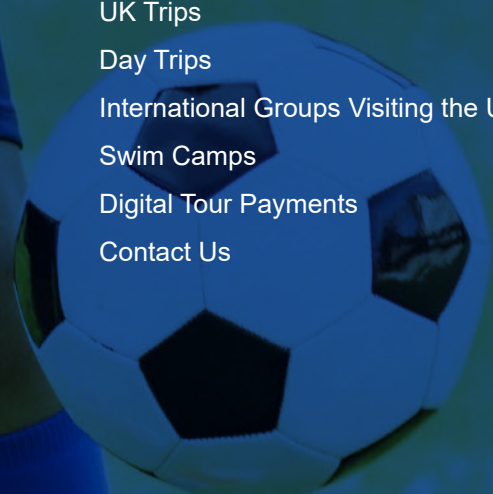 UK Trips
Day Trips
International Groups Visiting the
Swim Camps
Digital Tour Payments
Contact Us